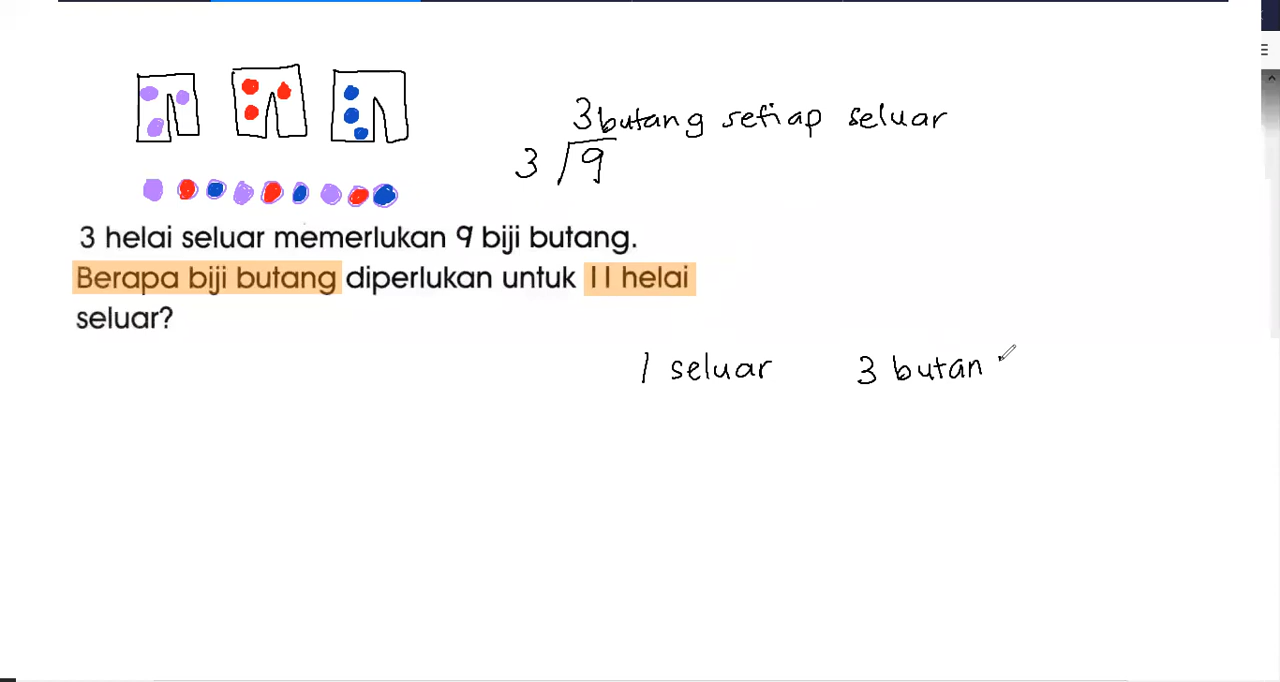 3 butang setiap seluar
3 9
3 helai seluar memerlukan 9 biji butang.
Berapa biji butang diperlukan untuk 11 helai
seluar?
1 seluar 3 butan